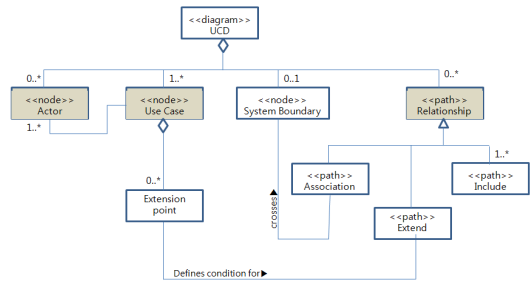 <<diagram>>
UCD
0..*
1..*
0..1
0..*
<<node>>
Actor
<<node>>
Use Case
<<node>>
System Boundary
<<path>>
Relationship
1..*
1..*
0..*
<<path>>
Association
<<path>>
Include
Extension
point
crosses
<<path>>
Extend
Defines condition for